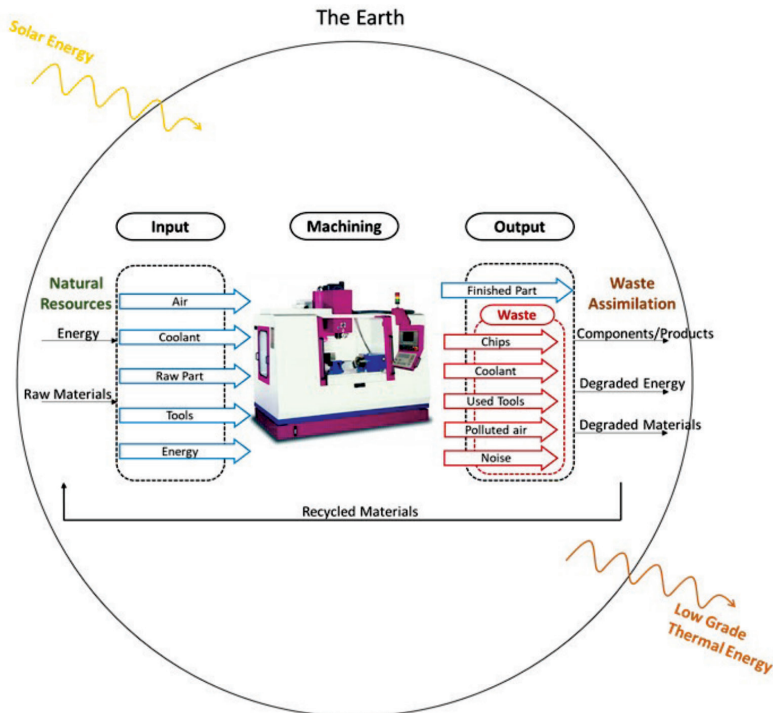 The Earth
Solar Energy
Input
Machining
Output
Natural
Resources
Energy
Raw Materials
Air
Coolant
Raw Part
Tools
Energy
Finished Part
Waste
Chips
Coolant
Used Tools
Polluted air
Noise
Waste
Assimilation
Components/Products
Degraded Energy
Degraded Materials
Recycled Materials
Low Grade
Thermal Energy